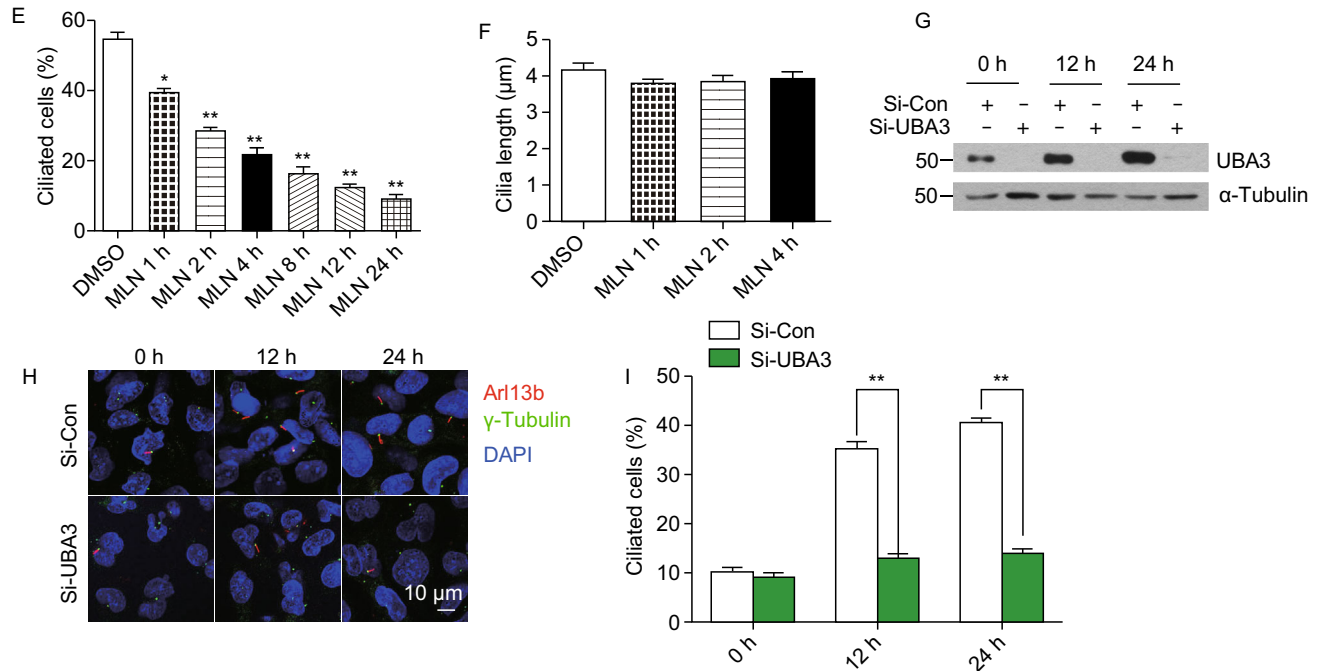 E
Ciliated cells (%)
60
40
20
0
* ** ** ** ** **
DMSO
MLN 1 h
MLN 2 h
MLN 4 h
MLN 8 h
MLN 12 h
MLN 24 h
F
Cilia length (μm)
5
4
3
2
1
0
DMSO
MLN 1 h
MLN 2 h
MLN 4 h
G
0 h 12 h 24 h
Si-Con + − + − + −
Si-UBA3 − + − + − +
50 UBA3
50 α-Tubulin
H
0 h 12 h 24 h
Si-Con
Si-UBA3
Arl13b
γ-Tubulin
DAPI
10 μm
Si-Con
Si-UBA3
I
Ciliated cells (%)
50
40
30
20
10
0
** **
0 h
12 h
24 h